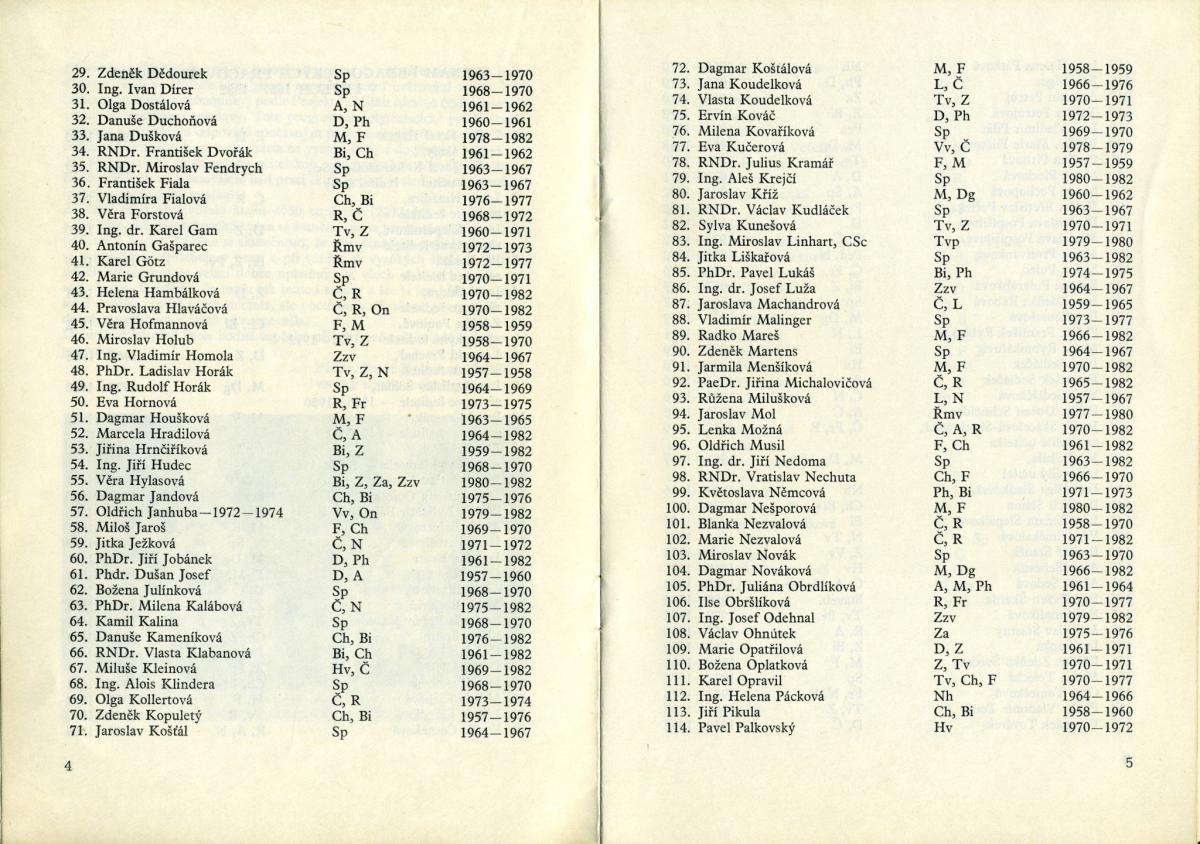 29. Zdeněk Dědourek Sp 1963—1970
30. Ing. Ivan Dírer Sp 1968—1970
31. Olga Dostálová A, N 1961—1962
32. Danuše Duchoňová D, Ph 1960—1961
33. Jana Dušková M, F 1978—1982
34. RNDr. František Dvořák Bi, Ch 1961—1962
35. RNDr. Miroslav Fendrych Sp 1963—1967
36. František Fiala Sp 1963—1967
37. Vladimíra Fialová Ch, Bi 1976—1977
38. Věra Forstová R, Č 1968—1972
39. Ing. dr. Karel Gam Tv, Z 1960—1971
40. Antonín Gašparec Řmv 1972—1973
41. Karel Götz Řmv 1972—1977
42. Marie Grundová Sp 1970—1971
43. Helena Hambálková Č, R 1970—1982
44. Pravoslava Hlaváčová Č, R, On 1970—1982
45. Věra Hofmannová F, M 1958—1959
46. Miroslav Holub Tv, Z 1958—1970
47. Ing. Vladimír Homola Zzv 1964—1967
48. PhDr. Ladislav Horák Tv, Z, N 1957—1958
49. Ing. Rudolf Horák Sp 1964—1969
50. Eva Hornová R, Fr 1973—1975
51. Dagmar Houšková M, F 1963—1965
52. Marcela Hradilová Č, A 1964—1982
53. Jiřina Hrnčiříková Bi, Z 1959—1982
54. Ing. Jiří Hudec Sp 1968—1970
55. Věra Hylasová Bi, Z, Za, Zzv 1980—1982
56. Dagmar Jandová Ch, Bi 1975—1976
57. Oldřich Janhuba—1972—1974 Vv, On 1979—1982
58. Miloš Jaroš F, Ch 1969—1970
59. Jitka Ježková Č, N 1971—1972
60. PhDr. Jiří Jobánek D, Ph 1961—1982
61. Phdr. Dušan Josef D, A 1957—1960
62. Božena Julínková Sp 1968—1970
63. PhDr. Milena Kalábová Č, N 1975—1982
64. Kamil Kalina Sp 1968—1970
65. Danuše Kameníková Ch, Bi 1976—1982
66. RNDr. Vlasta Klabanová Bi, Ch 1961—1982
67. Miluše Kleinová Hv, Č 1969—1982
68. Ing. Alois Klindera Sp 1968—1970
69. Olga Kollertová Č, R 1973—1974
70. Zdeněk Kopuletý Ch, Bi 1957—1976
71. Jaroslav Košťál Sp 1964—1967
4
72. Dagmar Koštálová M, F 1958—1959
73. Jana Koudelková L, Č 1966—1976
74. Vlasta Koudelková Tv, Z 1970—1971
75. Ervín Kováč D, Ph 1972—1973
76. Milena Kovaříková Sp 1969—1970
77. Eva Kučerová Vv, Č 1978—1979
78. RNDr. Julius Kramář F, M 1957—1959
79. Ing. Aleš Krejčí Sp 1980—1982
80. Jaroslav Kříž M, Dg 1960—1962
81. RNDr. Václav Kudláček Sp 1963—1967
82. Sylva Kunešová Tv, Z 1970—1971
83. Ing. Miroslav Linhart, CSc Tvp 1979—1980
84. Jitka Liškařová Sp 1963—1982
85. PhDr. Pavel Lukáš Bi, Ph 1974—1975
86. Ing. dr. Josef Luža Zzv 1964—1967
87. Jaroslava Machandrová Č, L 1959—1965
88. Vladimír Malinger Sp 1973—1977
89. Radko Mareš M, F 1966—1982
90. Zdeněk Martens Sp 1964—1967
91. Jarmila Menšíková M, F 1970—1982
92. PaeDr. Jiřina Michalovičová Č, R 1965—1982
93. Růžena Milušková L, N 1957—1967
94. Jaroslav Mol Řmv 1977—1980
95. Lenka Možná Č, A, R 1970—1982
96. Oldřich Musil F, Ch 1961—1982
97. Ing. dr. Jiří Nedoma Sp 1963—1982
98. RNDr. Vratislav Nechuta Ch, F 1966—1970
99. Květoslava Němcová Ph, Bi 1971—1973
100. Dagmar Nešporová M, F 1980—1982
101. Blanka Nezvalová Č, R 1958—1970
102. Marie Nezvalová Č, R 1971—1982
103. Miroslav Novák Sp 1963—1970
104. Dagmar Nováková M, Dg 1966—1982
105. PhDr. Juliána Obrdlíková A, M, Ph 1961—1964
106. Ilse Obršlíková R, Fr 1970—1977
107. Ing. Josef Odehnal Zzv 1979—1982
108. Václav Ohnútek Za 1975—1976
109. Marie Opatřilová D, Z 1961—1971
110. Božena Oplatková Z, Tv 1970—1971
111. Karel Opravil Tv, Ch, F 1970—1977
112. Ing. Helena Pácková Nh 1964—1966
113. Jiří Pikula Ch, Bi 1958—1960
114. Pavel Palkovský Hv 1970—1972
5